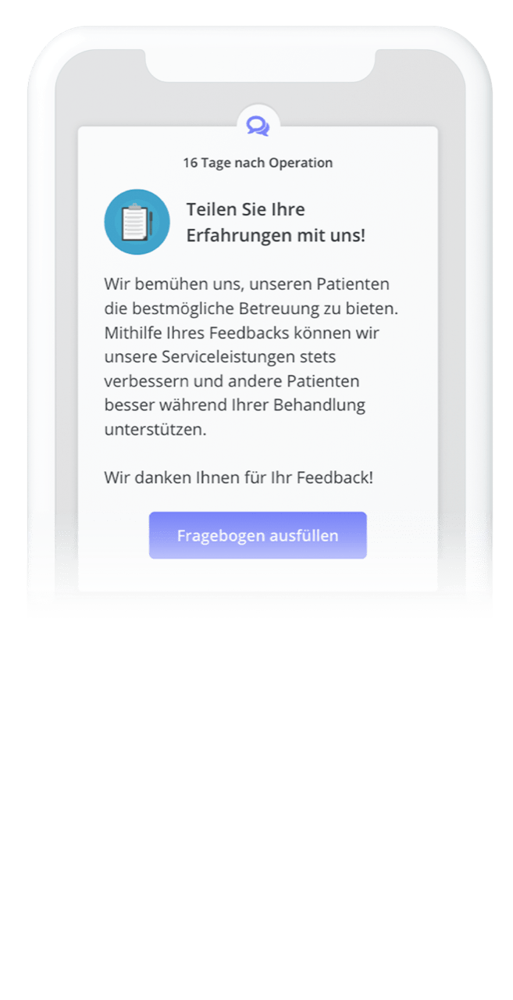 16 Tage nach Operation
Teilen Sie Ihre
Erfahrungen mit uns!
Wir bemühen uns, unseren Patienten
die bestmögliche Betreuung zu bieten.
Mithilfe Ihres Feedbacks können wir
unsere Serviceleistungen stets
verbessern und andere Patienten
besser während Ihrer Behandlung
unterstützen.
Wir danken Ihnen für Ihr Feedback!
Fragebogen ausfüllen